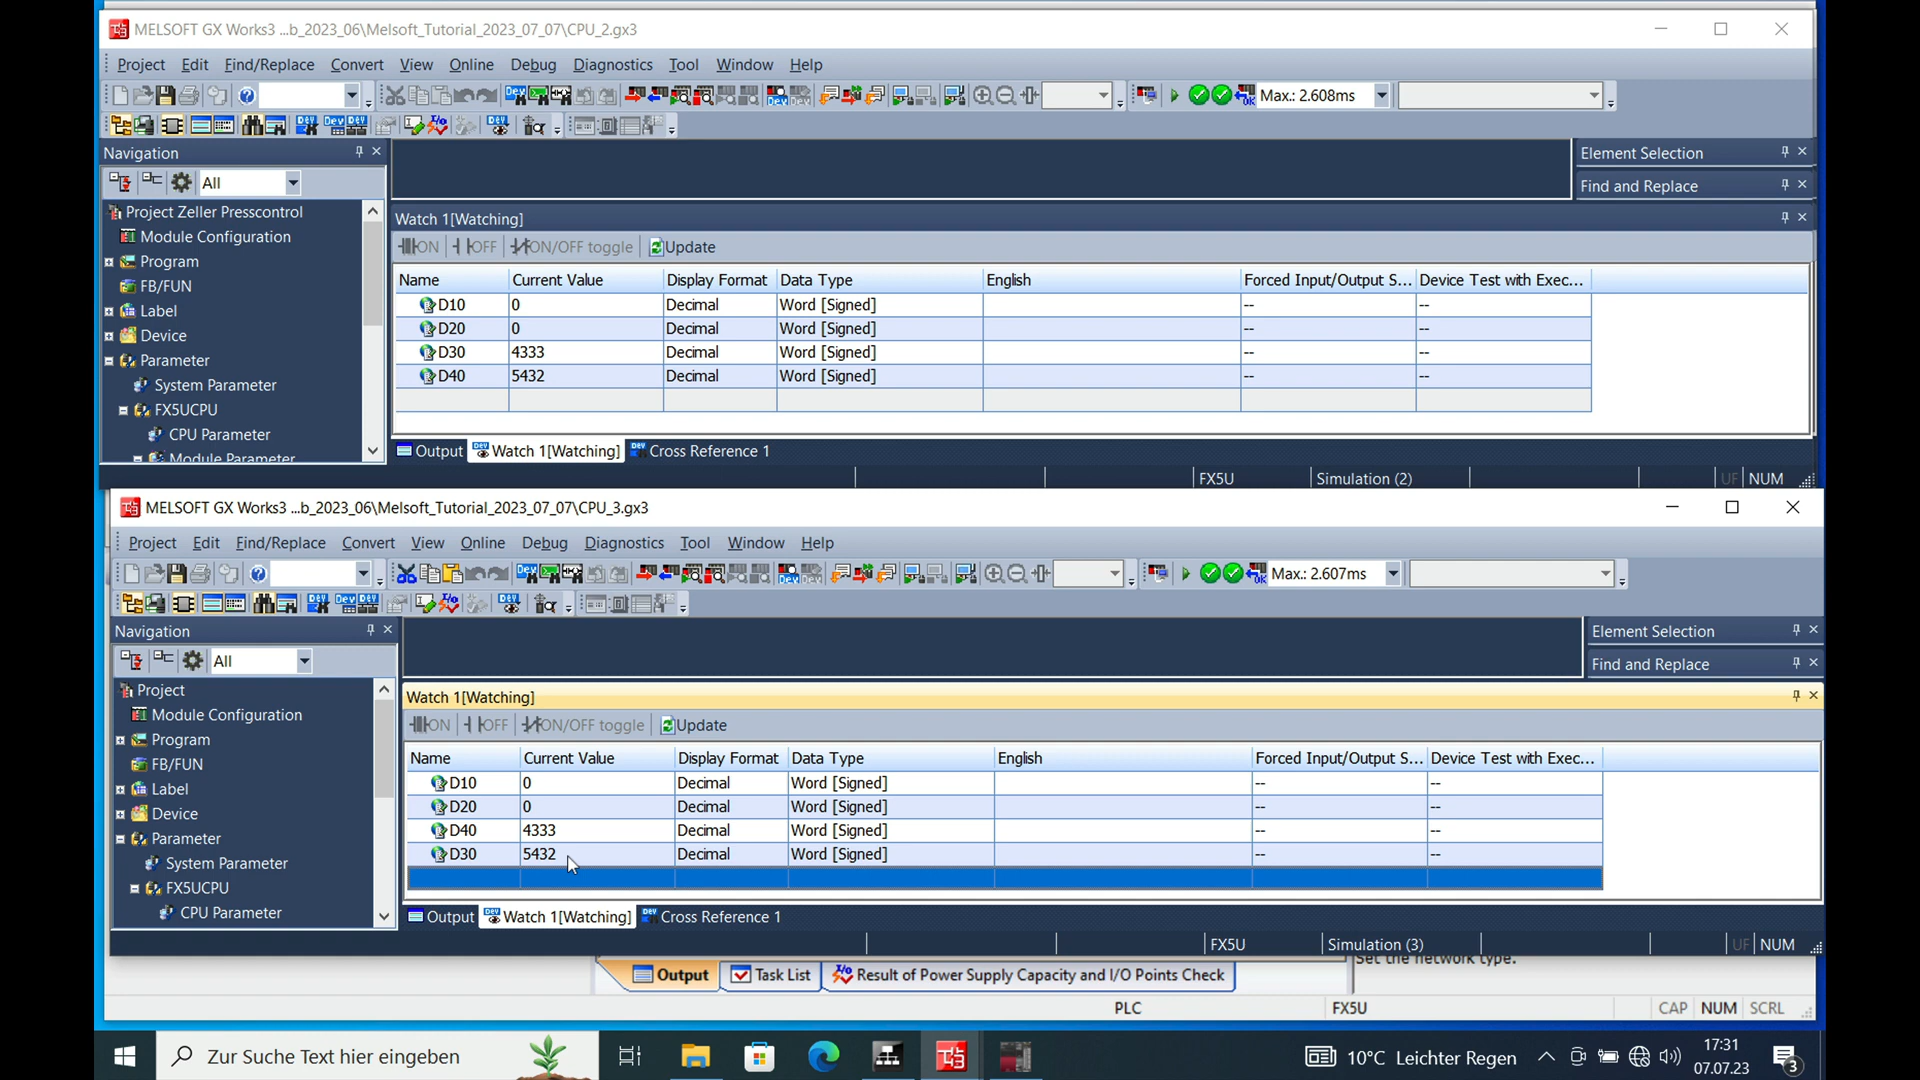 MELSOFT GX Works3 ...b_2023_06\Melsoft_Tutorial_2023_07_07\CPU_2.gx3
Project Edit Find/Replace Convert View Online Debug Diagnostics Tool Window Help
Max.: 2.608ms
Navigation
Element Selection
All
Find and Replace
Project Zeller Presscontrol
Module Configuration
Program
FB/FUN
Label
Device
Parameter
System Parameter
FX5UCPU
CPU Parameter
Module Parameter
Watch 1[Watching]
ON OFF ON/OFF toggle Update
Name Current Value Display Format Data Type English Forced Input/Output S... Device Test with Exec...
D10 0 Decimal Word [Signed] -- --
D20 0 Decimal Word [Signed] -- --
D30 4333 Decimal Word [Signed] -- --
D40 5432 Decimal Word [Signed] -- --
Output Watch 1[Watching] Cross Reference 1
FX5U Simulation (2) UF NUM
MELSOFT GX Works3 ...b_2023_06\Melsoft_Tutorial_2023_07_07\CPU_3.gx3
Project Edit Find/Replace Convert View Online Debug Diagnostics Tool Window Help
Max.: 2.607ms
Navigation
Element Selection
All
Find and Replace
Project
Module Configuration
Program
FB/FUN
Label
Device
Parameter
System Parameter
FX5UCPU
CPU Parameter
Watch 1[Watching]
ON OFF ON/OFF toggle Update
Name Current Value Display Format Data Type English Forced Input/Output S... Device Test with Exec...
D10 0 Decimal Word [Signed] -- --
D20 0 Decimal Word [Signed] -- --
D40 4333 Decimal Word [Signed] -- --
D30 5432 Decimal Word [Signed] -- --
Output Watch 1[Watching] Cross Reference 1
FX5U Simulation (3) UF NUM
Set the network type.
Output Task List Result of Power Supply Capacity and I/O Points Check
PLC FX5U CAP NUM SCRL
Zur Suche Text hier eingeben
10°C Leichter Regen
17:31
07.07.23
3